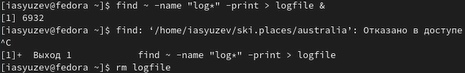 [iasyuzev@fedora ~]$ find ~ -name "log*" -print > logfile &
[1] 6932
[iasyuzev@fedora ~]$ find: ‘/home/iasyuzev/ski.places/australia’: Отказано в доступе
^C
[1]+  Выход 1            find ~ -name "log*" -print > logfile
[iasyuzev@fedora ~]$ rm logfile